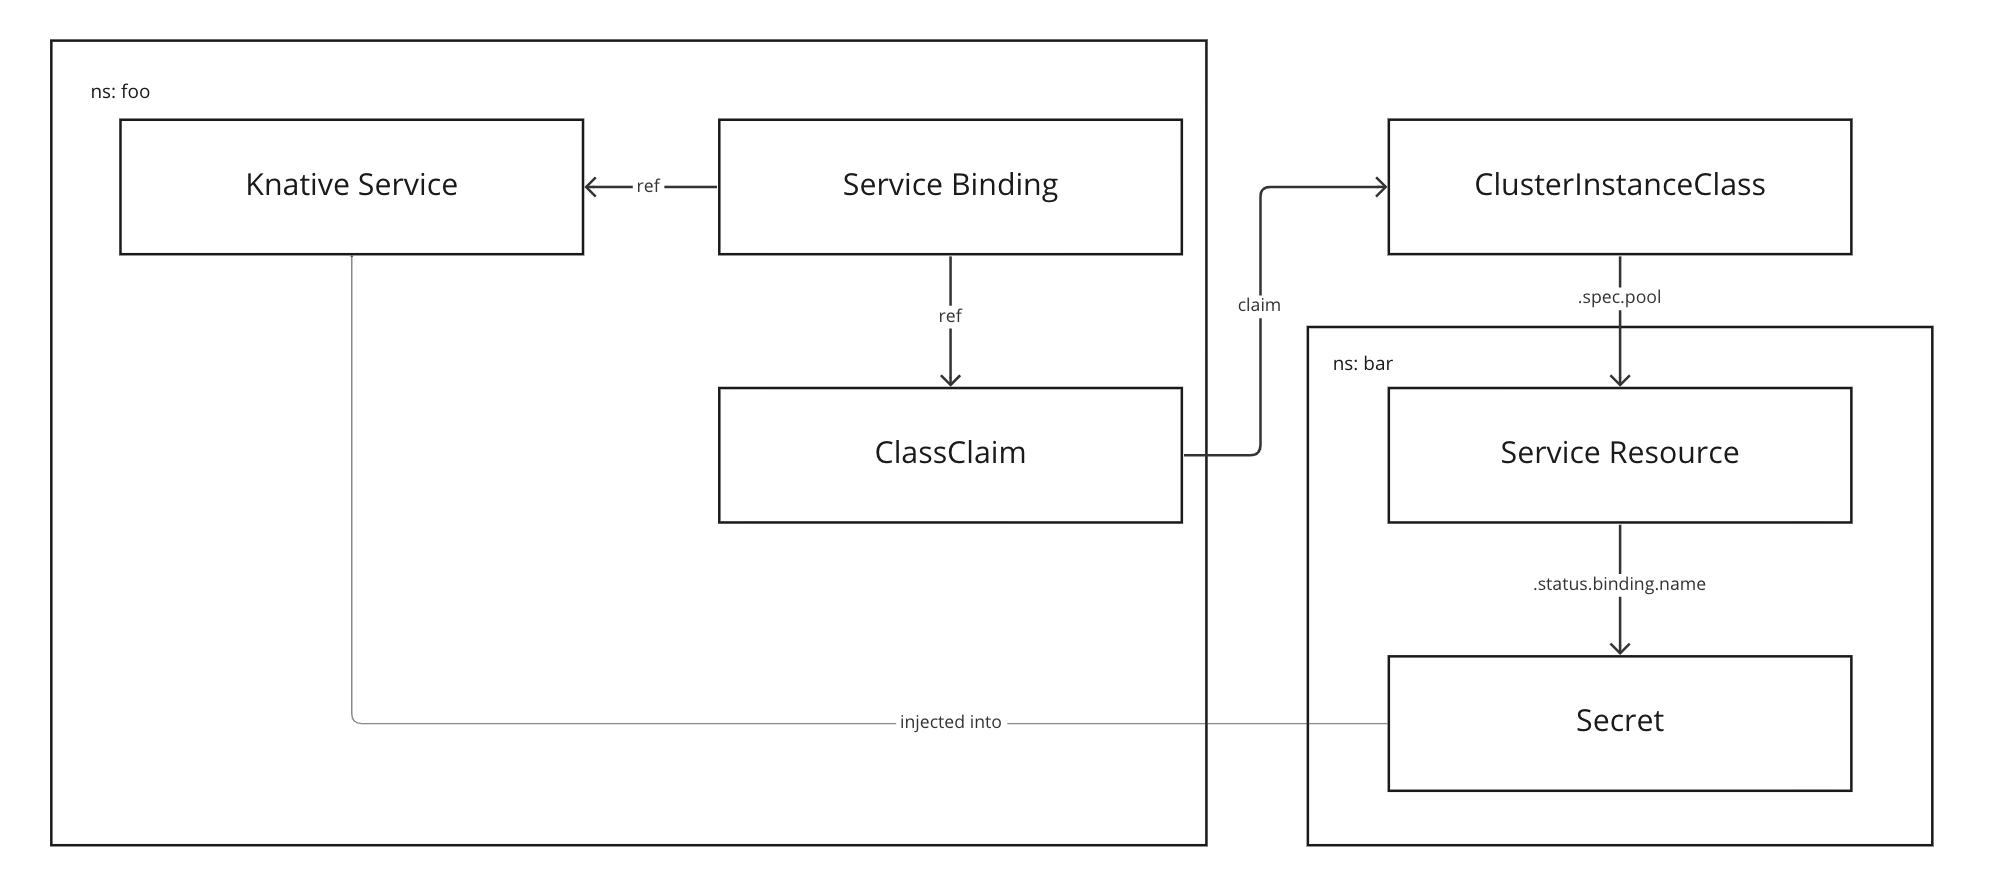 ns: foo
Knative Service
ref
Service Binding
ClusterInstanceClass
ref
claim
.spec.pool
ns: bar
ClassClaim
Service Resource
.status.binding.name
injected into
Secret